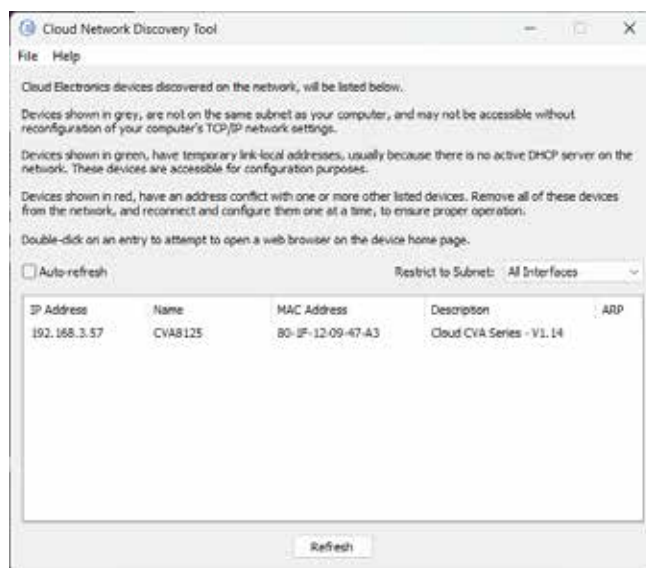 Cloud Network Discovery Tool
File Help
Cloud Electronics devices discovered on the network, will be listed below.
Devices shown in grey, are not on the same subnet as your computer, and may not be accessible without
reconfiguration of your computer's TCP/IP network settings.
Devices shown in green, have temporary link-local addresses, usually because there is no active DHCP server on the
network. These devices are accessible for configuration purposes.
Devices shown in red, have an address conflict with one or more other listed devices. Remove all of these devices
from the network, and reconnect and configure them one at a time, to ensure proper operation.
Double-click on an entry to attempt to open a web browser on the device home page.
Auto-refresh Restrict to Subnet: All Interfaces
IP Address Name MAC Address Description ARP
192.168.3.57 CVA8125 80-1F-12-09-47-A3 Cloud CVA Series - V1.14
Refresh